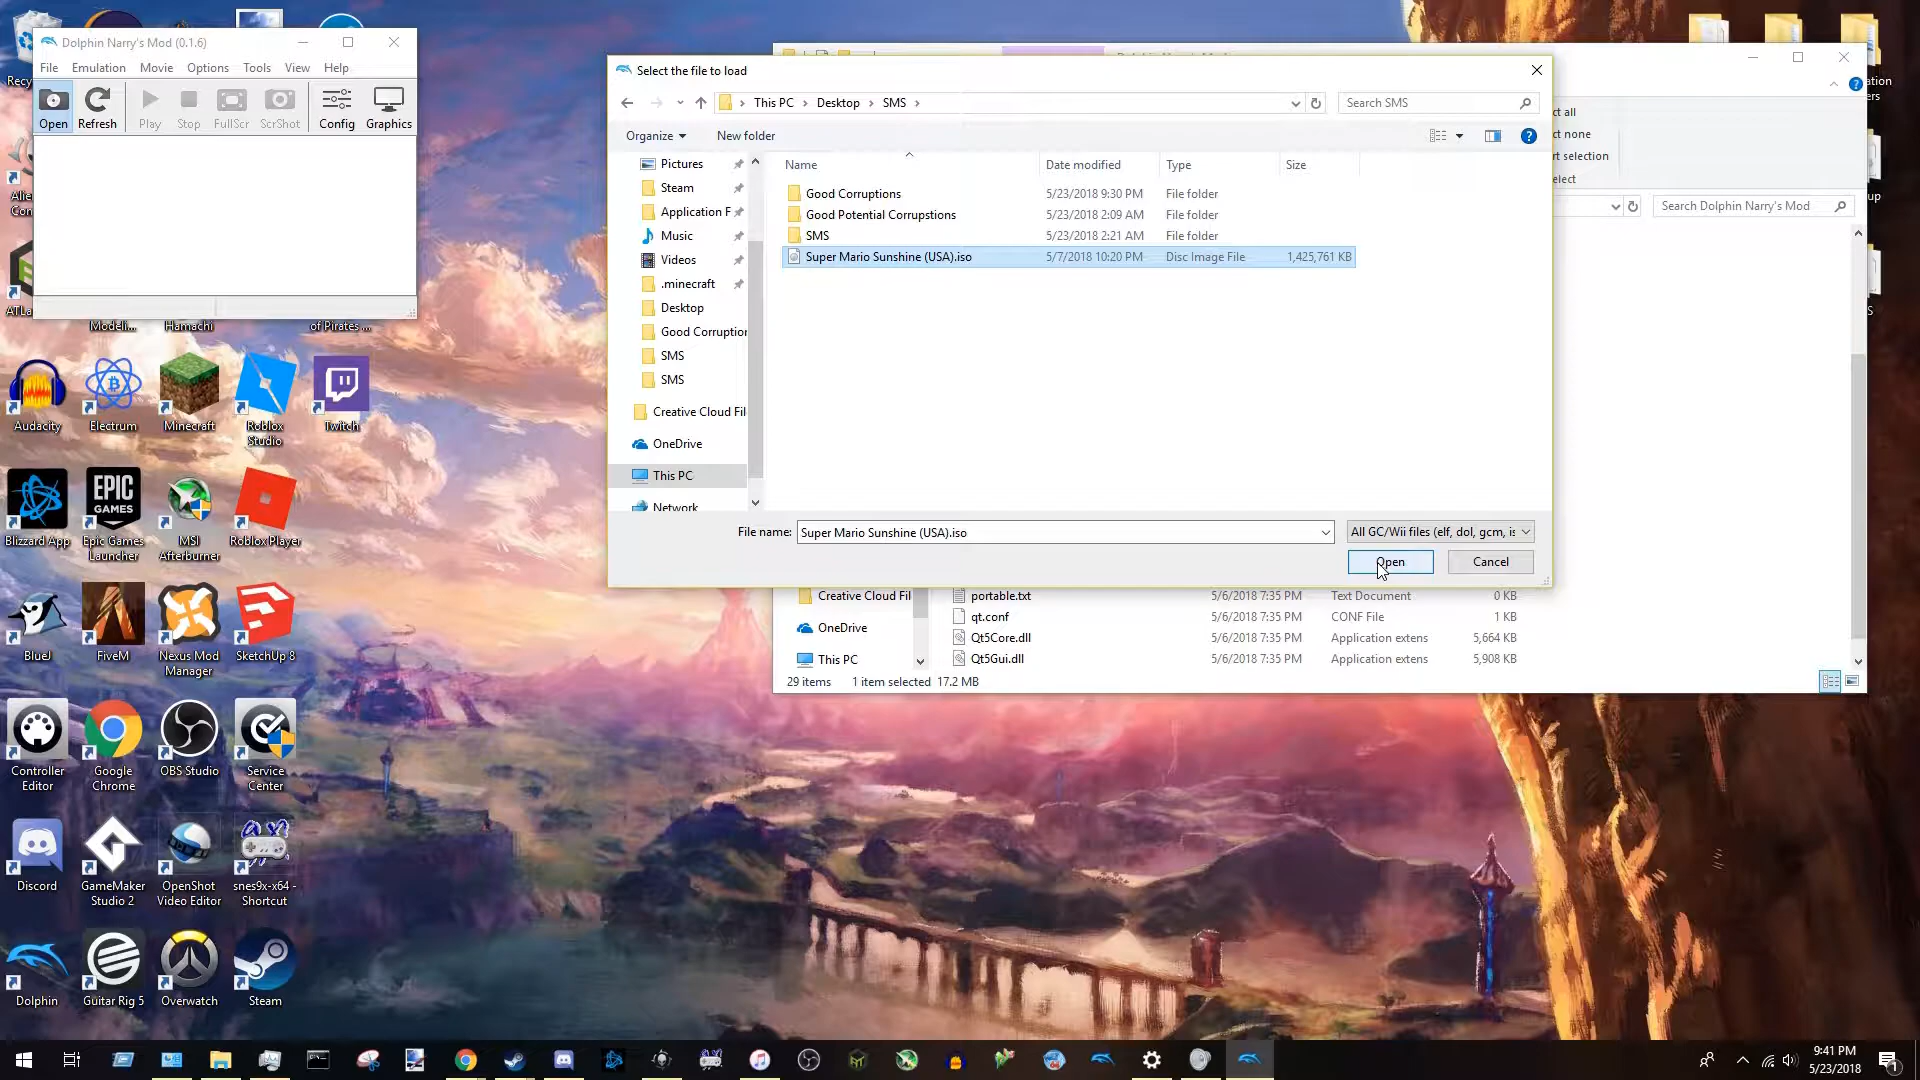 Dolphin Narry's Mod (0.1.6)
File Emulation Movie Options Tools View Help
Open Refresh Play Stop FullScr ScrShot Config Graphics
Select the file to load
This PC > Desktop > SMS >
Search SMS
Organize New folder
Name Date modified Type Size
Pictures
Steam
Application F
Music
Videos
.minecraft
Desktop
Good Corruption
SMS
SMS
Creative Cloud Fil
OneDrive
This PC
Network
Good Corruptions 5/23/2018 9:30 PM File folder
Good Potential Corrupstions 5/23/2018 2:09 AM File folder
SMS 5/23/2018 2:21 AM File folder
Super Mario Sunshine (USA).iso 5/7/2018 10:20 PM Disc Image File 1,425,761 KB
File name: Super Mario Sunshine (USA).iso
All GC/Wii files (elf, dol, gcm, is
Open Cancel
ct all
ct none
rt selection
elect
Search Dolphin Narry's Mod
Creative Cloud Fil
OneDrive
This PC
portable.txt 5/6/2018 7:35 PM Text Document 0 KB
qt.conf 5/6/2018 7:35 PM CONF File 1 KB
Qt5Core.dll 5/6/2018 7:35 PM Application extens 5,664 KB
Qt5Gui.dll 5/6/2018 7:35 PM Application extens 5,908 KB
29 items 1 item selected 17.2 MB
Recy
Alie
Con
ATLa
Modeli...
Hamachi
of Pirates ...
ation
ers
up
S
Audacity
Electrum
Minecraft
Roblox
Studio
Twitch
Blizzard App
EPIC
GAMES
Epic Games
Launcher
MSI
Afterburner
Roblox Player
BlueJ
FiveM
Nexus Mod
Manager
SketchUp 8
Controller
Editor
Google
Chrome
OBS Studio
Service
Center
Discord
GameMaker
Studio 2
OpenShot
Video Editor
snes9x-x64 -
Shortcut
Dolphin
Guitar Rig 5
Overwatch
Steam
9:41 PM
5/23/2018
1